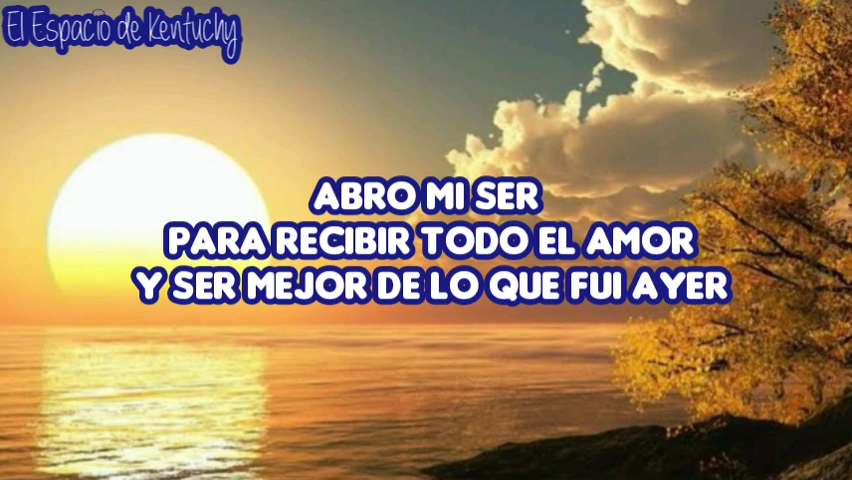 El Espacio de Kentuchy
ABRO MI SER
PARA RECIBIR TODO EL AMOR
Y SER MEJOR DE LO QUE FUI AYER